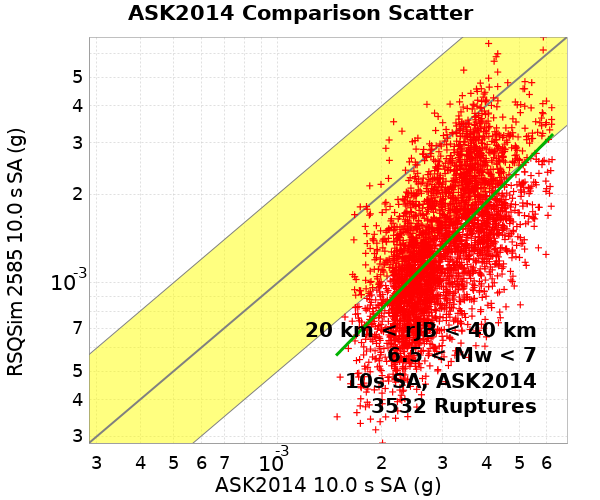 ASK2014 Comparison Scatter
RSQSim 2585 10.0 s SA (g)
5
4
3
2
10-3
7
5
4
3
20 km < rJB < 40 km
6.5 < Mw < 7
10s SA, ASK2014
3532 Ruptures
3 4 5 6 7 10-3 2 3 4 5 6
ASK2014 10.0 s SA (g)